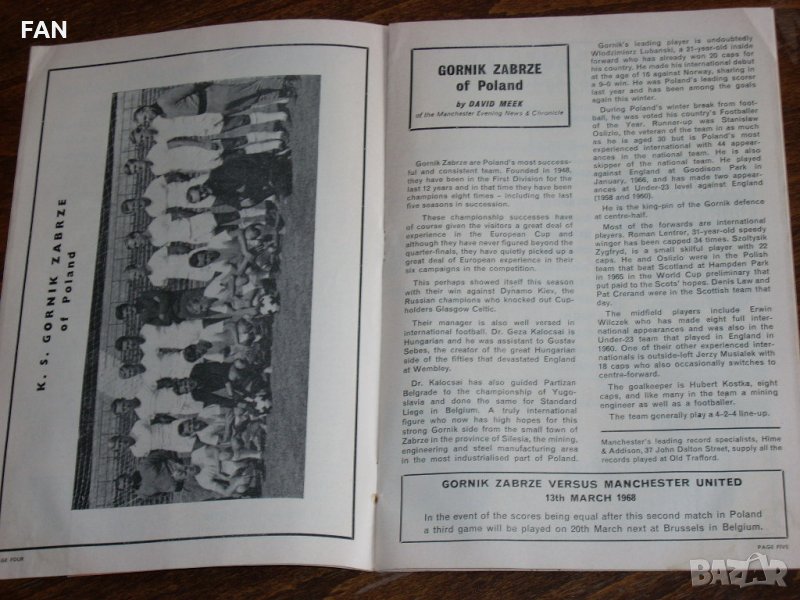 FAN
K. S. GORNIK ZABRZE
of Poland
GE FOUR
GORNIK ZABRZE
of Poland
by DAVID MEEK
of the Manchester Evening News & Chronicle
Gornik Zabrze are Poland's most success-
ful and consistent team. Founded in 1948,
they have been in the First Division for the
last 12 years and in that time they have been
champions eight times – including the last
five seasons in succession.
These championship successes have
of course given the visitors a great deal of
experience in the European Cup and
although they have never figured beyond the
quarter-finals, they have quietly picked up a
great deal of European experience in their
six campaigns in the competition.
This perhaps showed itself this season
with their win against Dynamo Kiev, the
Russian champions who knocked out Cup-
holders Glasgow Celtic.
Their manager is also well versed in
international football. Dr. Geza Kalocsai is
Hungarian and he was assistant to Gustav
Sebes, the creator of the great Hungarian
side of the fifties that devastated England
at Wembley.
Dr. Kalocsai has also guided Partizan
Belgrade to the championship of Yugo-
slavia and done the same for Standard
Liege in Belgium. A truly international
figure who now has high hopes for this
strong Gornik side from the small town of
Zabrze in the province of Silesia, the mining,
engineering and steel manufacturing area
in the most industrialised part of Poland.
Gornik's leading player is undoubtedly
Wlodzimierz Lubanski, a 21-year-old inside
forward who has already won 20 caps for
his country. He made his international debut
at the age of 16 against Norway, sharing in
a 9–0 win. He was Poland's leading scorer
last year and has been among the goals
again this winter.
During Poland's winter break from foot-
ball, he was voted his country's Footballer
of the Year. Runner-up was Stanislaw
Oslizlo, the veteran of the team in as much
as he is aged 30 but is Poland's most
experienced international with 44 appear-
ances in the national team. He is also
skipper of the national team. He played
against England at Goodison Park in
January, 1966, and has made two appear-
ances at Under-23 level against England
(1958 and 1960).
He is the king-pin of the Gornik defence
at centre-half.
Most of the forwards are international
players. Roman Lentner, 31-year-old speedy
winger has been capped 34 times. Szoltysik
Zygfryd, is a small skilful player with 22
caps. He and Oslizlo were in the Polish
team that beat Scotland at Hampden Park
in 1965 in the World Cup preliminary that
put paid to the Scots' hopes. Denis Law and
Pat Crerand were in the Scottish team that
day.
The midfield players include Erwin
Wilczek who has made eight full inter-
national appearances and was also in the
Under-23 team that played in England in
1960. One of their other experienced inter-
nationals is outside-left Jerzy Musialek with
18 caps who also occasionally switches to
centre-forward.
The goalkeeper is Hubert Kostka, eight
caps, and like many in the team a mining
engineer as well as a footballer.
The team generally play a 4-2-4 line-up.
Manchester's leading record specialists, Hime
& Addison, 37 John Dalton Street, supply all the
records played at Old Trafford.
GORNIK ZABRZE VERSUS MANCHESTER UNITED
13th MARCH 1968
In the event of the scores being equal after this second match in Poland
a third game will be played on 20th March next at Brussels in Belgium.
PAGE FIVE
BAZAR